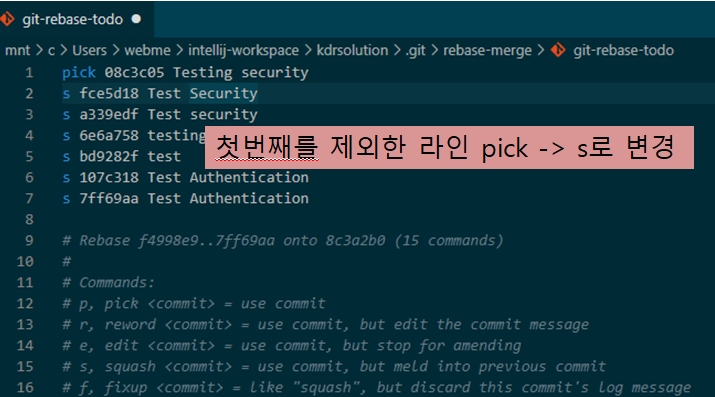 git-rebase-todo
mnt > c > Users > webme > intellij-workspace > kdrsolution > .git > rebase-merge > git-rebase-todo
1 pick 08c3c05 Testing security
2 s fce5d18 Test Security
3 s a339edf Test security
4 s 6e6a758 testing
5 s bd9282f test
첫번째를 제외한 라인 pick -> s로 변경
6 s 107c318 Test Authentication
7 s 7ff69aa Test Authentication
8
9 # Rebase f4998e9..7ff69aa onto 8c3a2b0 (15 commands)
10 #
11 # Commands:
12 # p, pick <commit> = use commit
13 # r, reword <commit> = use commit, but edit the commit message
14 # e, edit <commit> = use commit, but stop for amending
15 # s, squash <commit> = use commit, but meld into previous commit
16 # f, fixup <commit> = like "squash", but discard this commit's log message